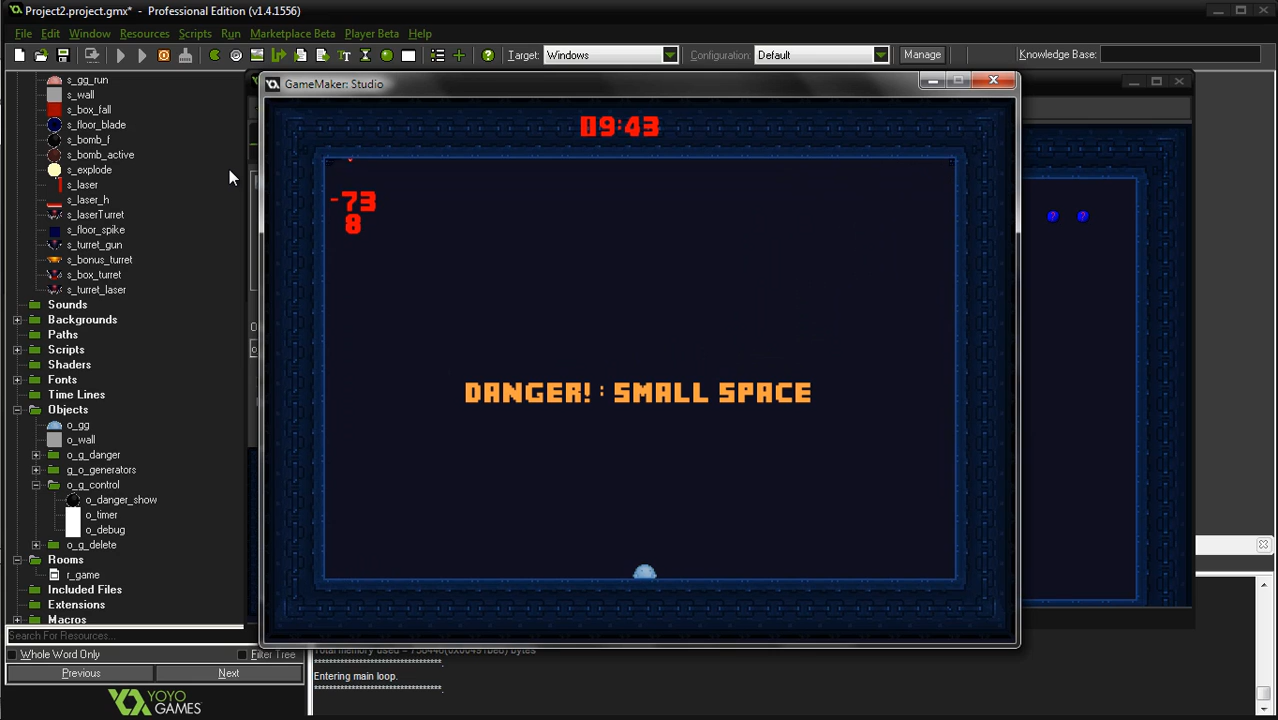 Project2.project.gmx* - Professional Edition (v1.4.1556)
File Edit Window Resources Scripts Run Marketplace Beta Player Beta Help
Target: Windows Configuration: Default Manage Knowledge Base:
s_gg_run
s_wall
s_box_fall
s_floor_blade
s_bomb_f
s_bomb_active
s_explode
s_laser
s_laser_h
s_laserTurret
s_floor_spike
s_turret_gun
s_bonus_turret
s_box_turret
s_turret_laser
Sounds
Backgrounds
Paths
Scripts
Shaders
Fonts
Time Lines
Objects
o_gg
o_wall
o_g_danger
g_o_generators
o_g_control
o_danger_show
o_timer
o_debug
o_g_delete
Rooms
r_game
Included Files
Extensions
Macros
Search For Resources...
Whole Word Only Filter Tree
Previous Next
YOYO
GAMES
GameMaker: Studio
09:43
-73
8
DANGER! : SMALL SPACE
? ?
Entering main loop.
**********************************.